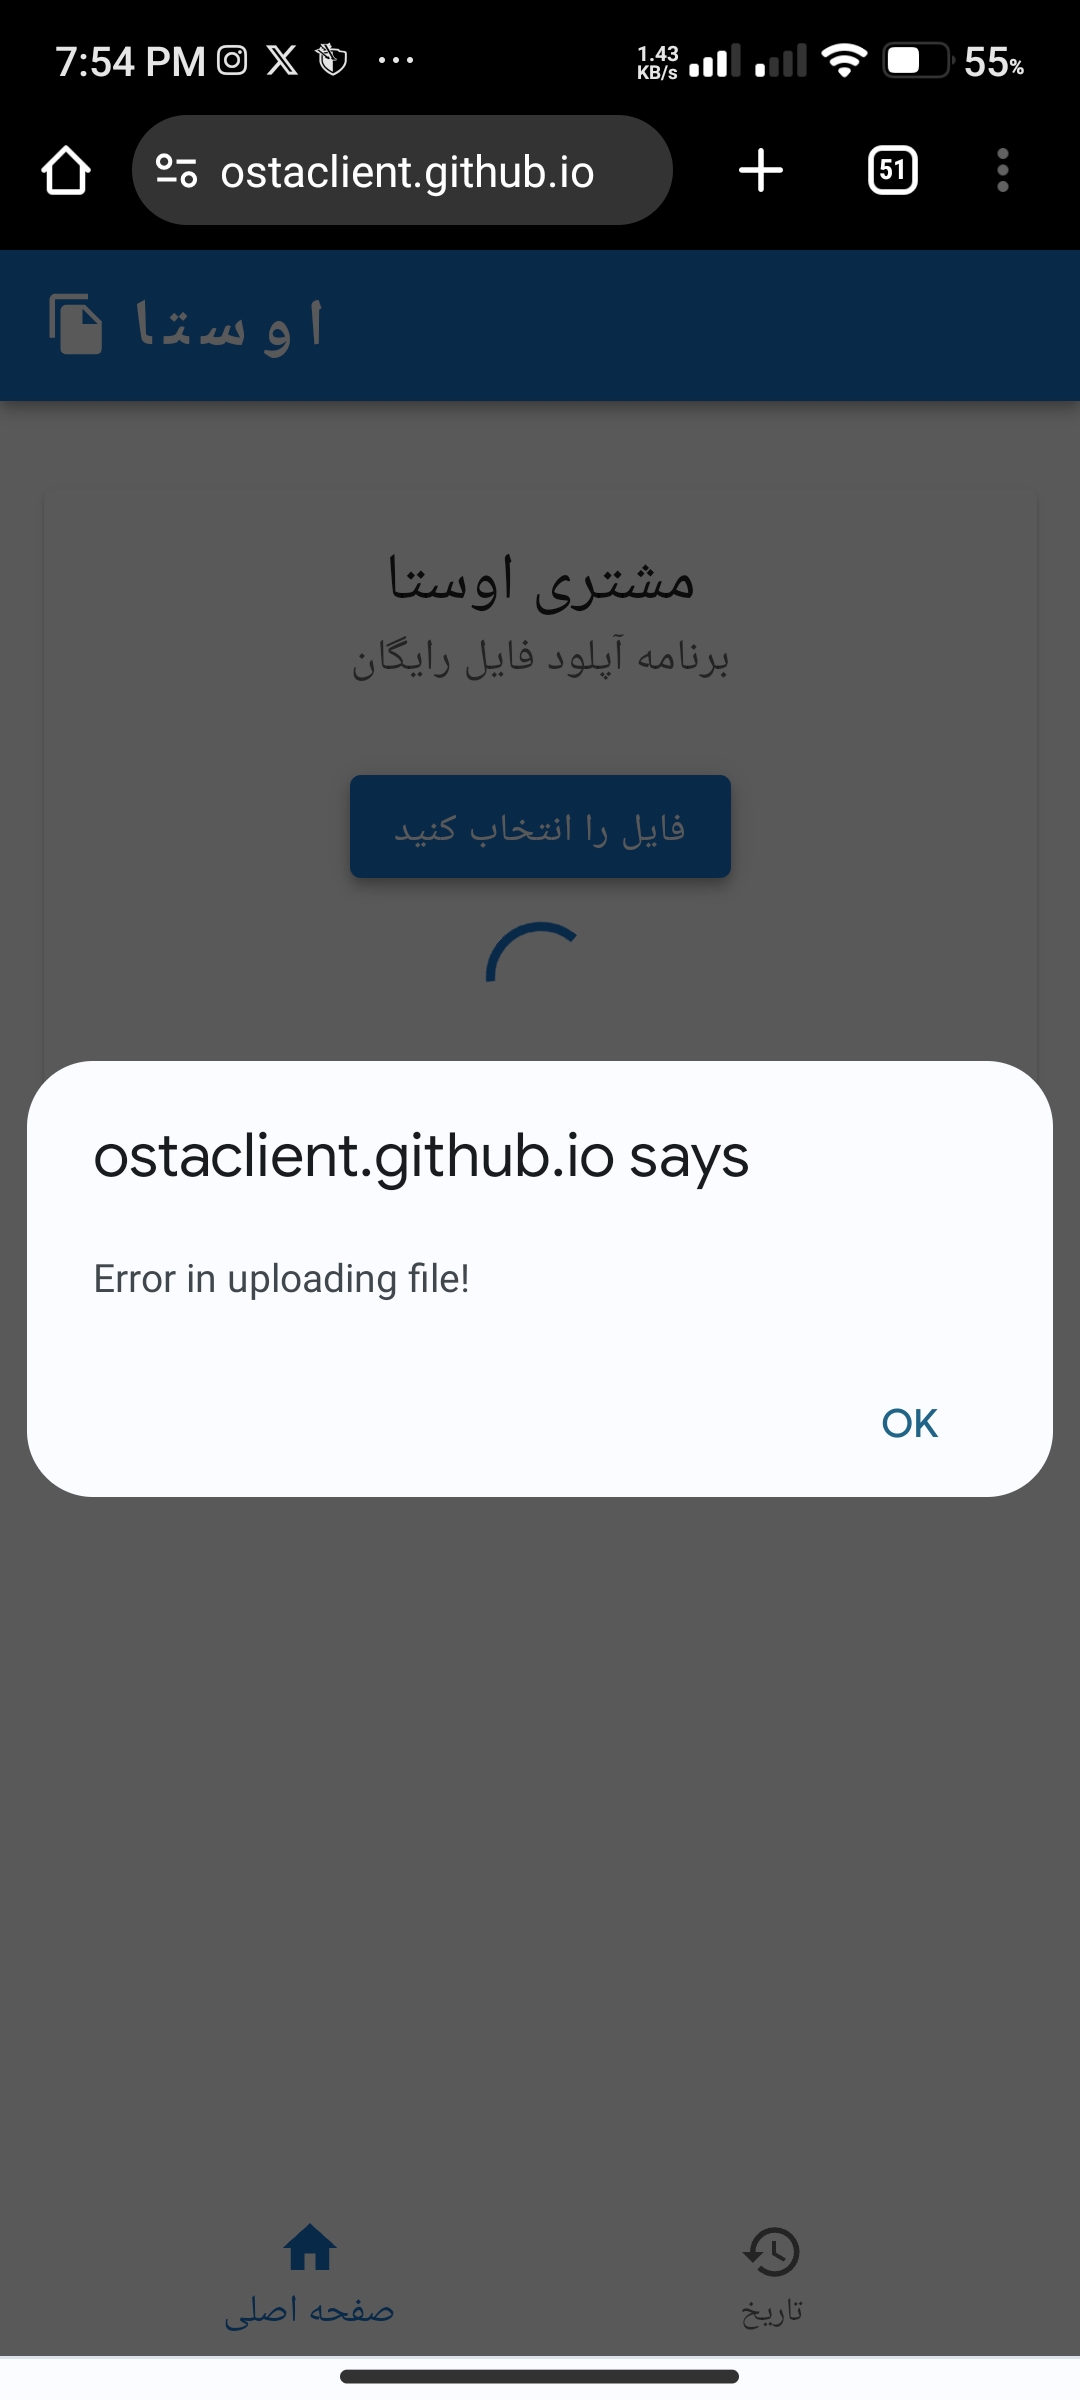 7:54 PM
1.43 KB/s
55%
ostaclient.github.io
51
اوستا
مشتری اوستا
برنامه آپلود فایل رایگان
فایل را انتخاب کنید
ostaclient.github.io says
Error in uploading file!
OK
صفحه اصلی
تاریخ